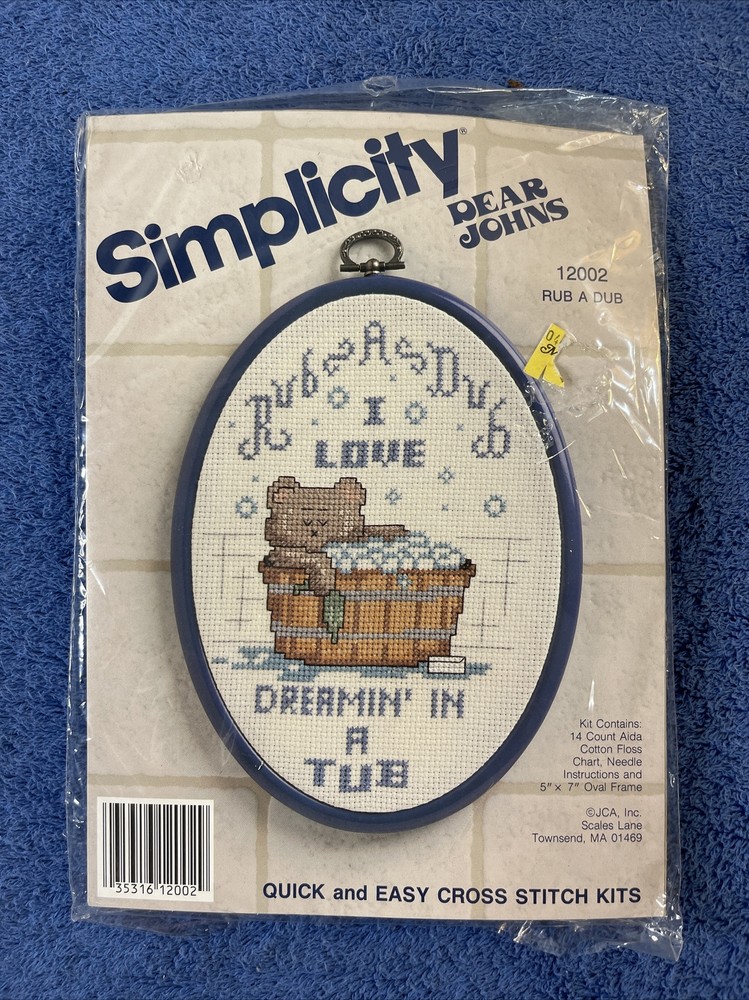 Simplicity®
DEAR
JOHNS
12002
RUB A DUB
04
Rub A Dub
I
LOVE
DREAMIN' IN
A
TUB
Kit Contains:
14 Count Aida
Cotton Floss
Chart, Needle
Instructions and
5" × 7" Oval Frame
©JCA, Inc.
Scales Lane
Townsend, MA 01469
35316 12002
QUICK and EASY CROSS STITCH KITS